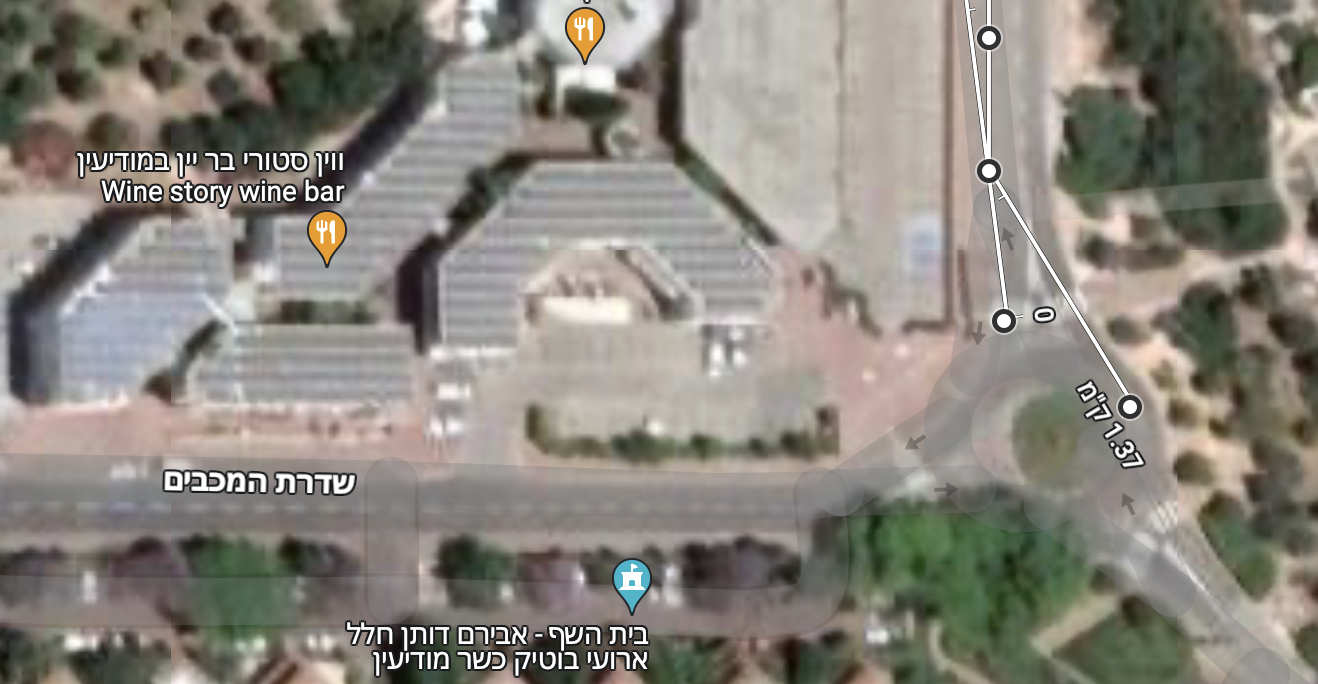 ווין סטורי בר יין במודיעין
Wine story wine bar
0
1.37 ק"מ
שדרת המכבים
בית השף - אבירם דותן חלל
ארועי בוטיק כשר מודיעין